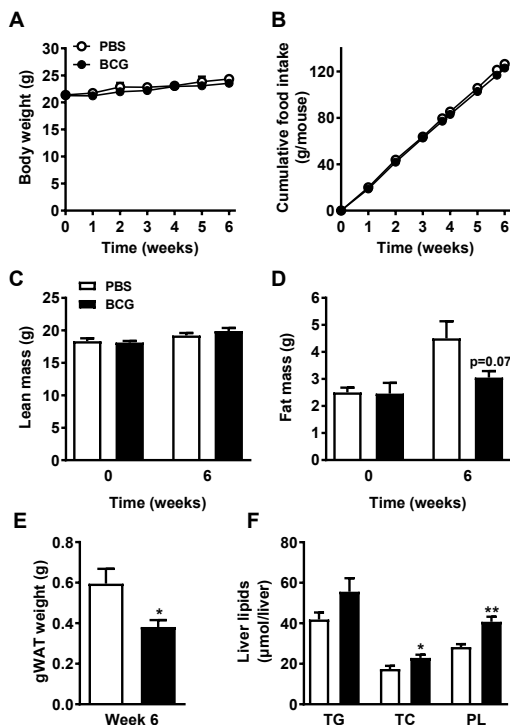 A
PBS
BCG
Body weight (g)
30
25
20
15
10
5
0
0 1 2 3 4 5 6
Time (weeks)
B
Cumulative food intake
(g/mouse)
120
80
40
0
0 1 2 3 4 5 6
Time (weeks)
C
PBS
BCG
Lean mass (g)
25
20
15
10
5
0
0 6
Time (weeks)
D
Fat mass (g)
6
5
4
3
2
1
0
p=0.07
0 6
Time (weeks)
E
gWAT weight (g)
0.8
0.6
0.4
0.2
0.0
*
Week 6
F
Liver lipids
(µmol/liver)
80
60
40
20
0
*
**
TG TC PL